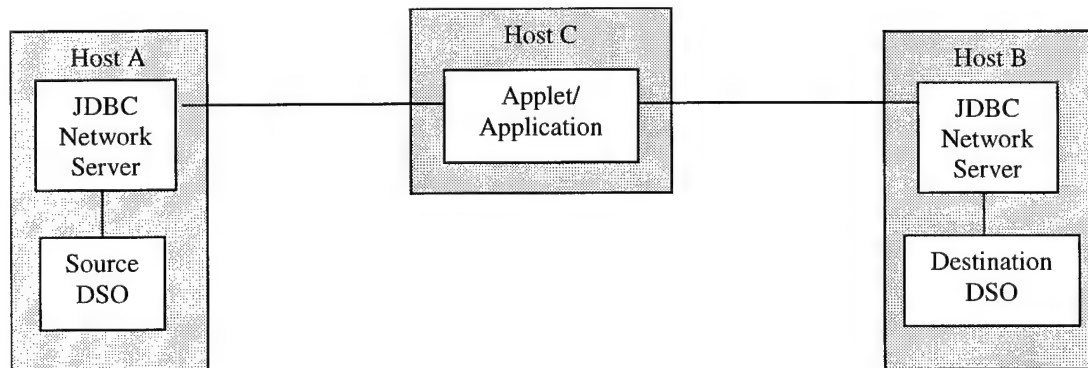 Host A
JDBC
Network
Server
Source
DSO
Host C
Applet/
Application
Host B
JDBC
Network
Server
Destination
DSO